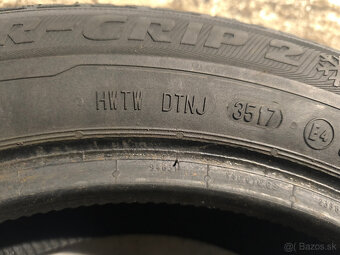 R-GRIP 2
HWTW DTNJ 3517 E4
Bazos.sk